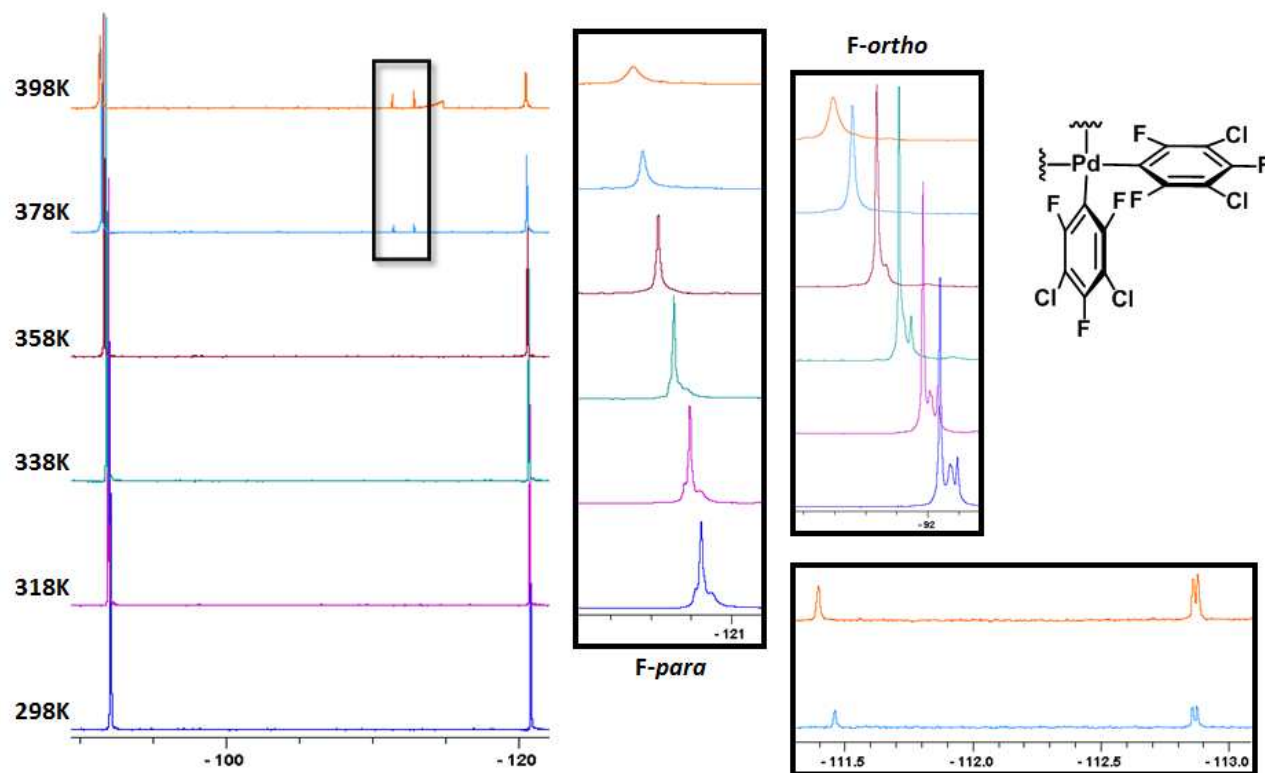 398K
378K
358K
338K
318K
298K
- 100
- 120
- 121
F-para
F-ortho
- 92
F
Cl
Pd
F
F
Cl
F
F
Cl
Cl
F
- 111.5
- 112.0
- 112.5
- 113.0